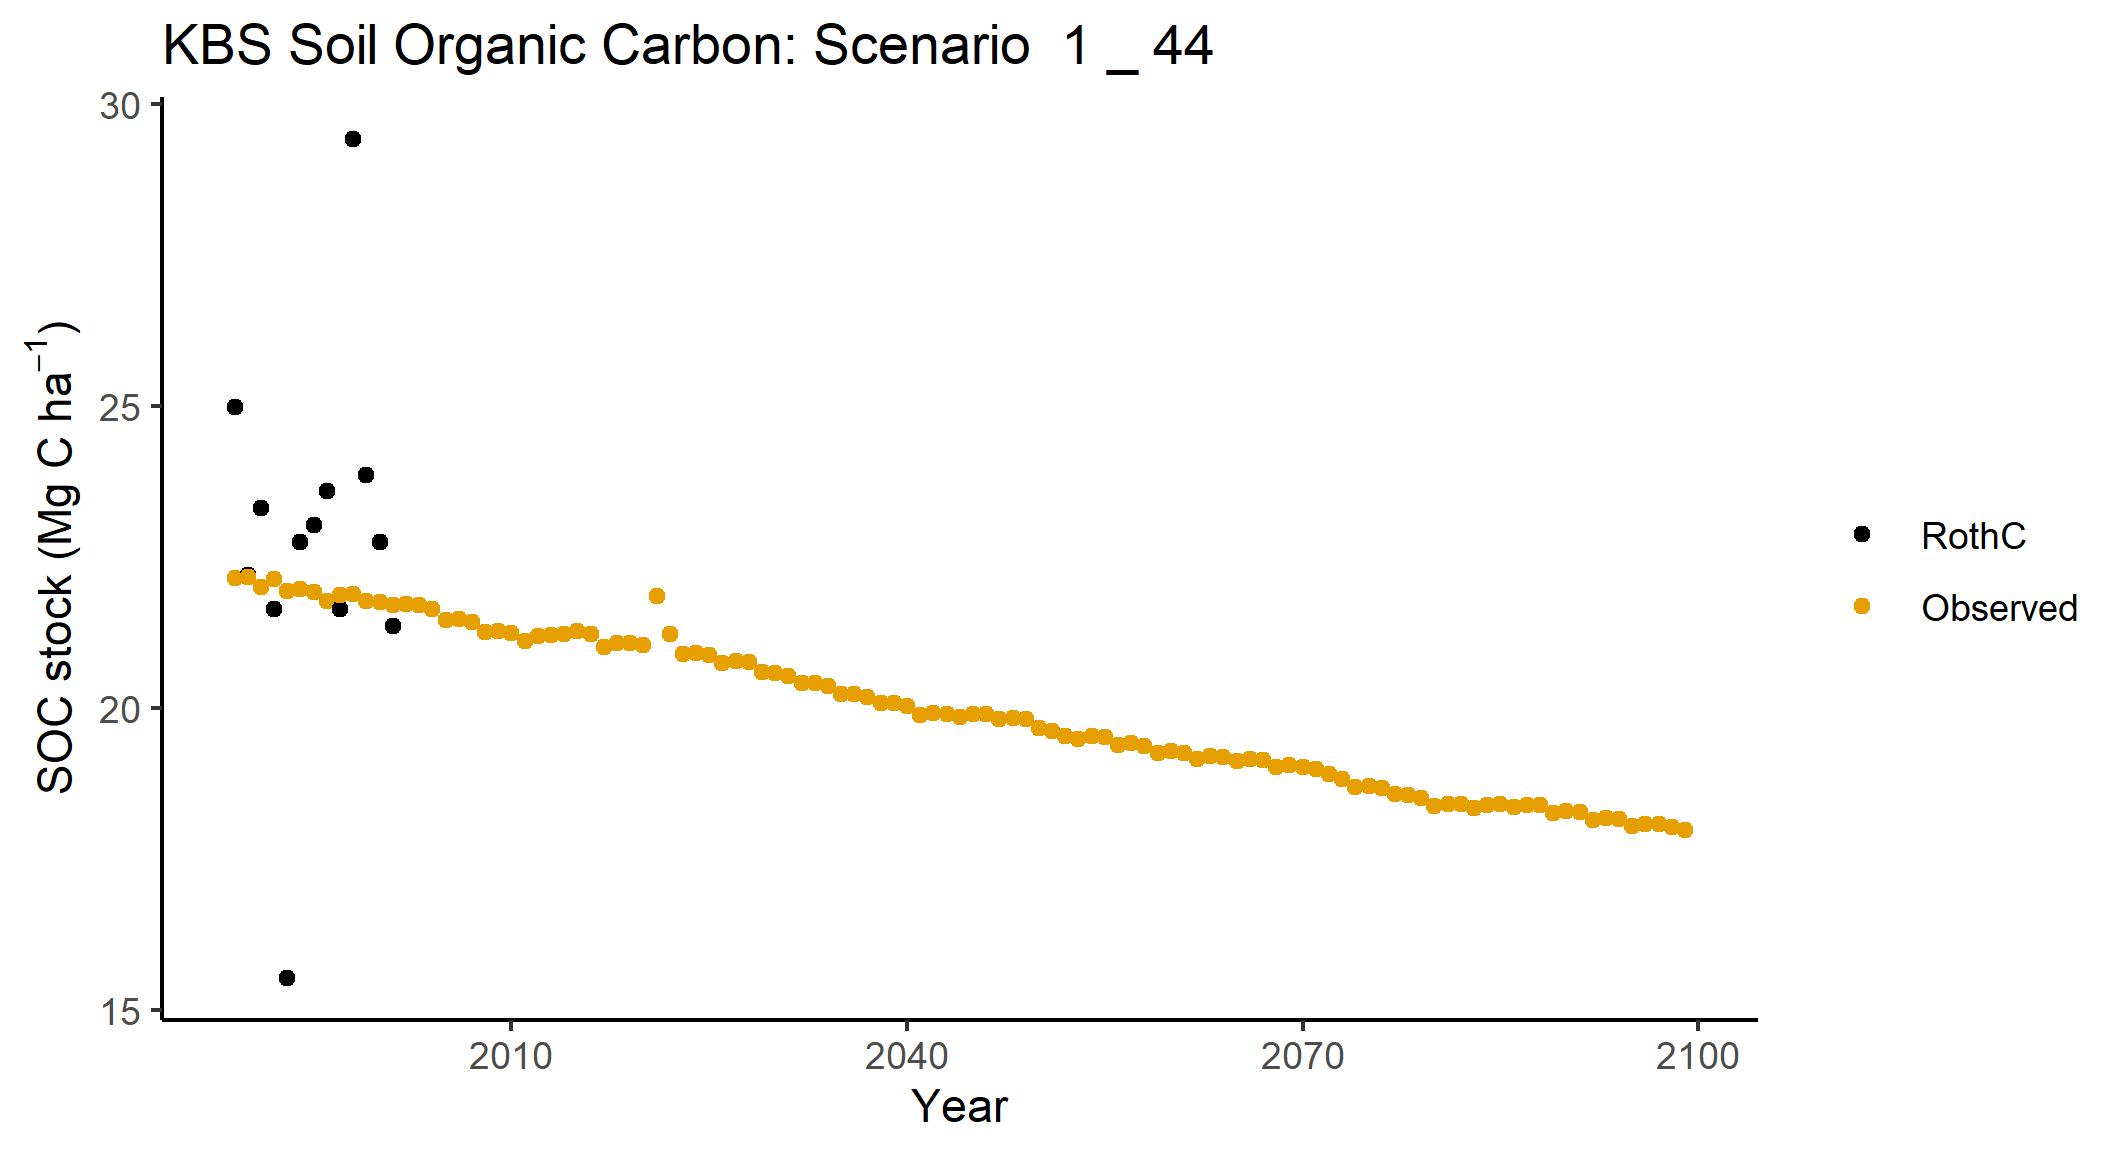 KBS Soil Organic Carbon: Scenario  1 _ 44
SOC stock (Mg C ha⁻¹)
30
25
20
15
2010 2040 2070 2100
Year
RothC
Observed